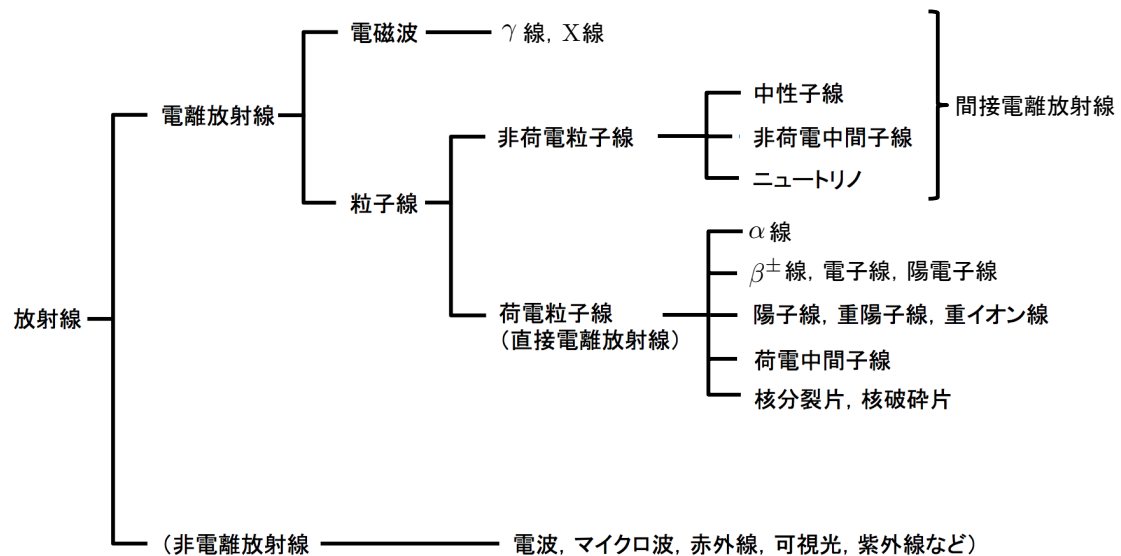 電磁波
γ 線, X線
電離放射線
中性子線
間接電離放射線
非荷電粒子線
非荷電中間子線
ニュートリノ
粒子線
α 線
β± 線, 電子線, 陽電子線
放射線
荷電粒子線
(直接電離放射線)
陽子線, 重陽子線, 重イオン線
荷電中間子線
核分裂片, 核破砕片
(非電離放射線
電波, マイクロ波, 赤外線, 可視光, 紫外線など)